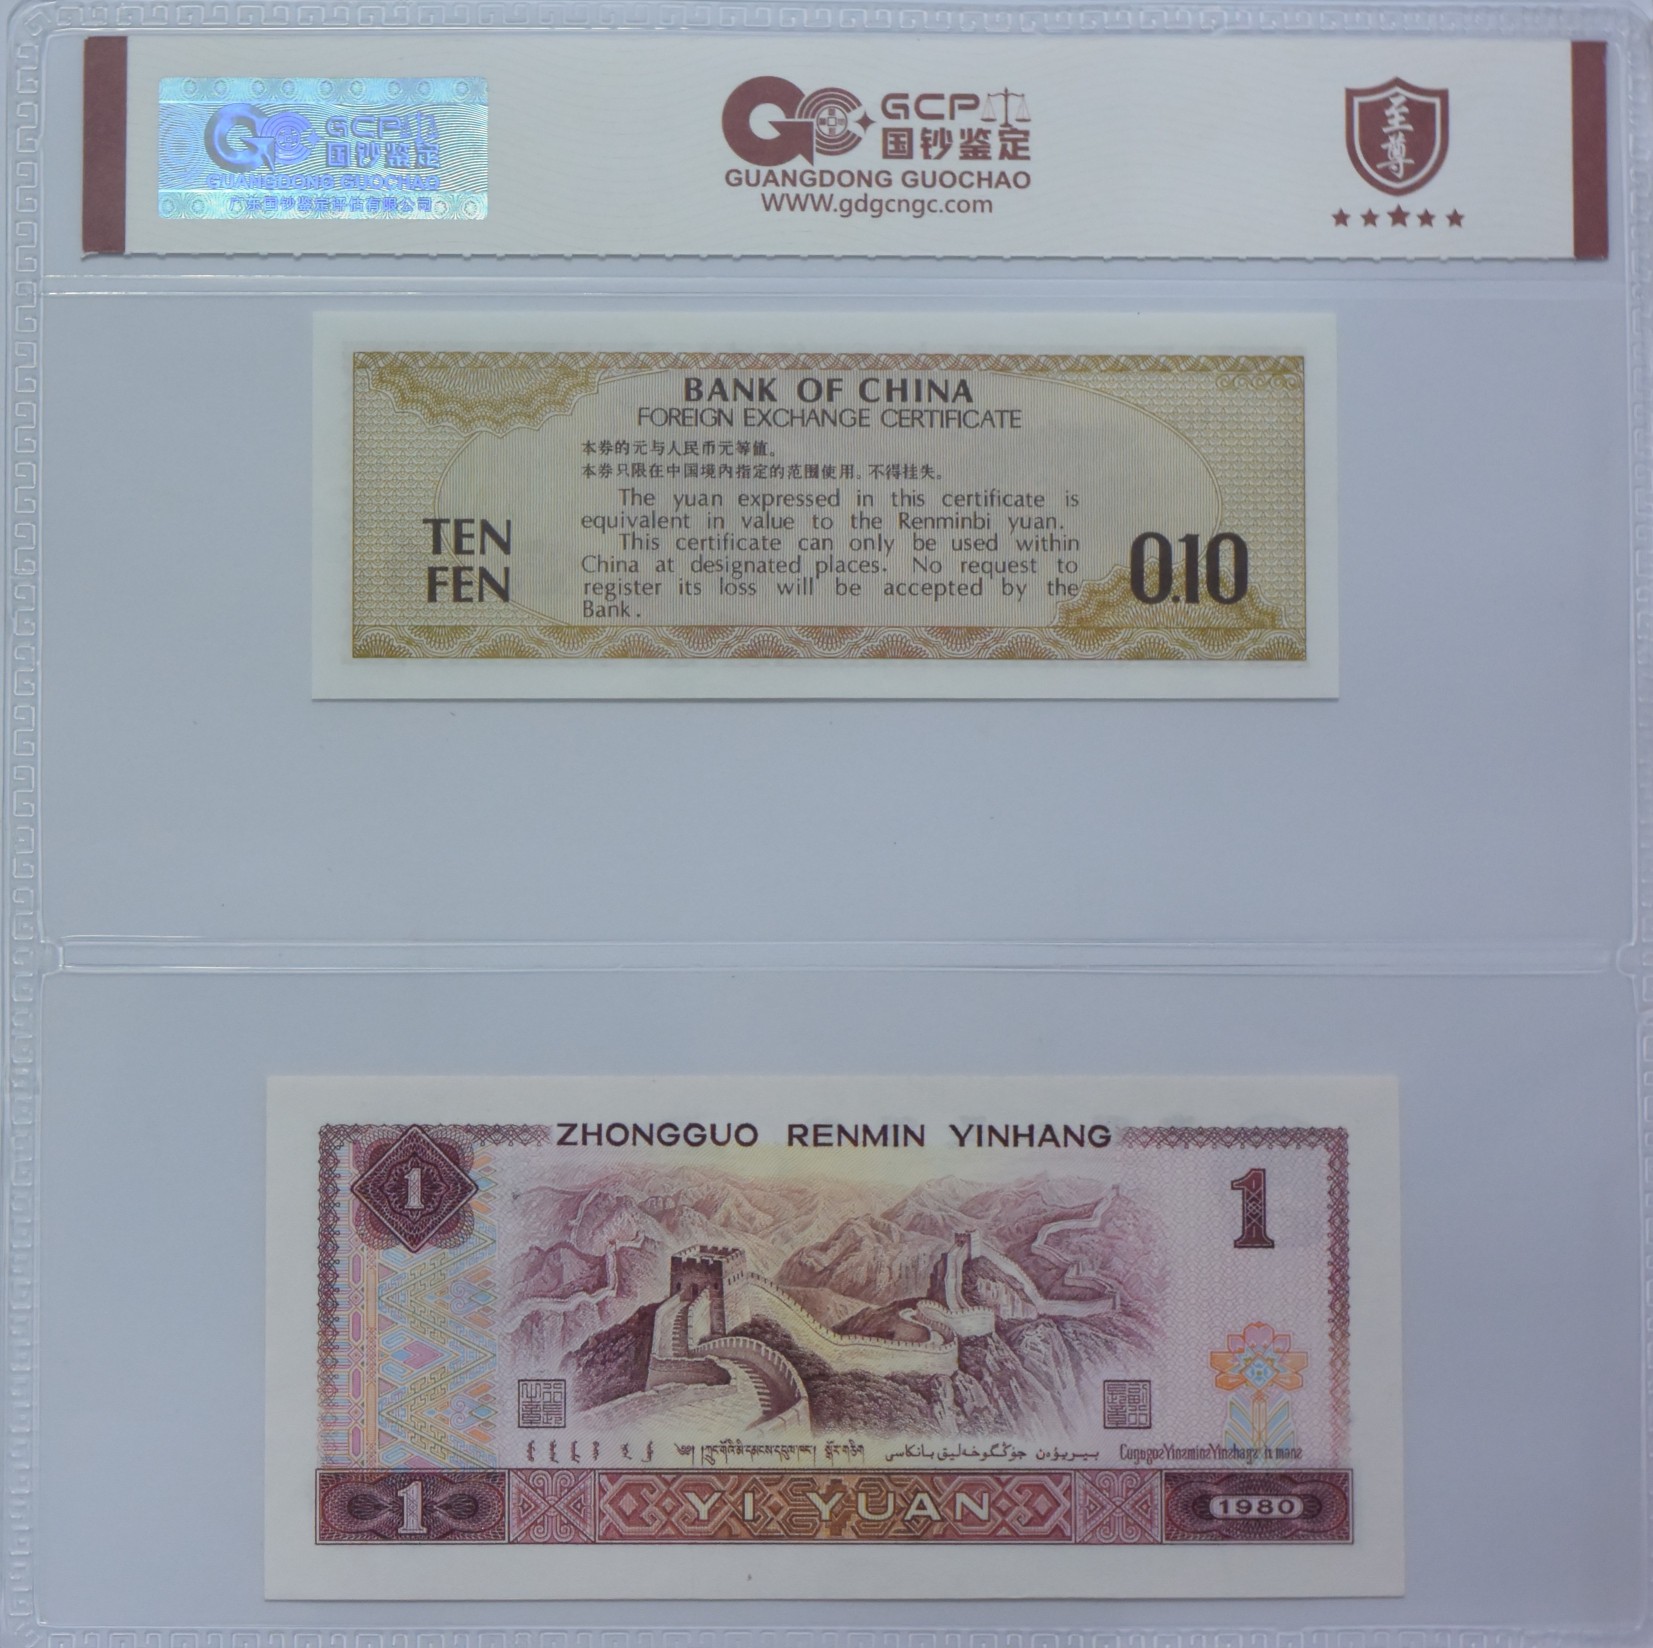 GCP
国钞鉴定
GUANGDONG GUOCHAO
广东国钞鉴定评估有限公司
GCP
国钞鉴定
GUANGDONG GUOCHAO
WWW.gdgcngc.com
至尊
BANK OF CHINA
FOREIGN EXCHANGE CERTIFICATE
本券的元与人民币元等值。
本券只限在中国境内指定的范围使用。不得挂失。
The yuan expressed in this certificate is
equivalent in value to the Renminbi yuan.
This certificate can only be used within
China at designated places. No request to
register its loss will be accepted by the
Bank.
TEN
FEN
0.10
ZHONGGUO RENMIN YINHANG
1
1
بىريۇەن جۇڭگوخەلىق بانكاسى
1
YI YUAN
1980